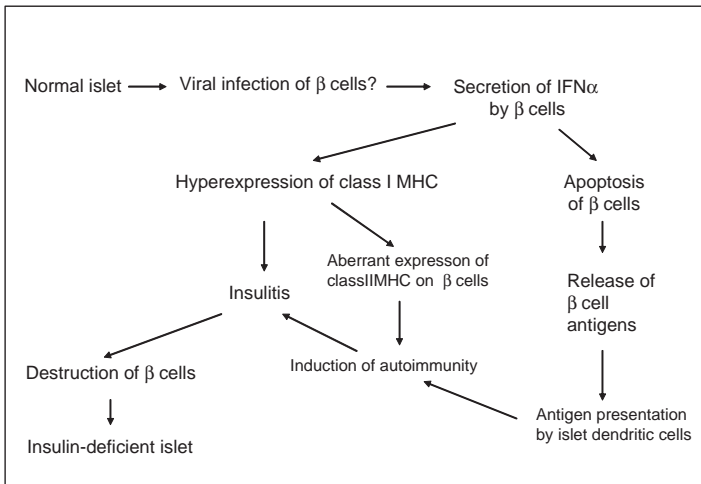 Normal islet
Viral infection of β cells?
Secretion of IFNα
by β cells
Hyperexpression of class I MHC
Apoptosis
of β cells
Aberrant expresson of
classIIMHC on β cells
Insulitis
Release of
β cell
antigens
Destruction of β cells
Induction of autoimmunity
Antigen presentation
by islet dendritic cells
Insulin-deficient islet